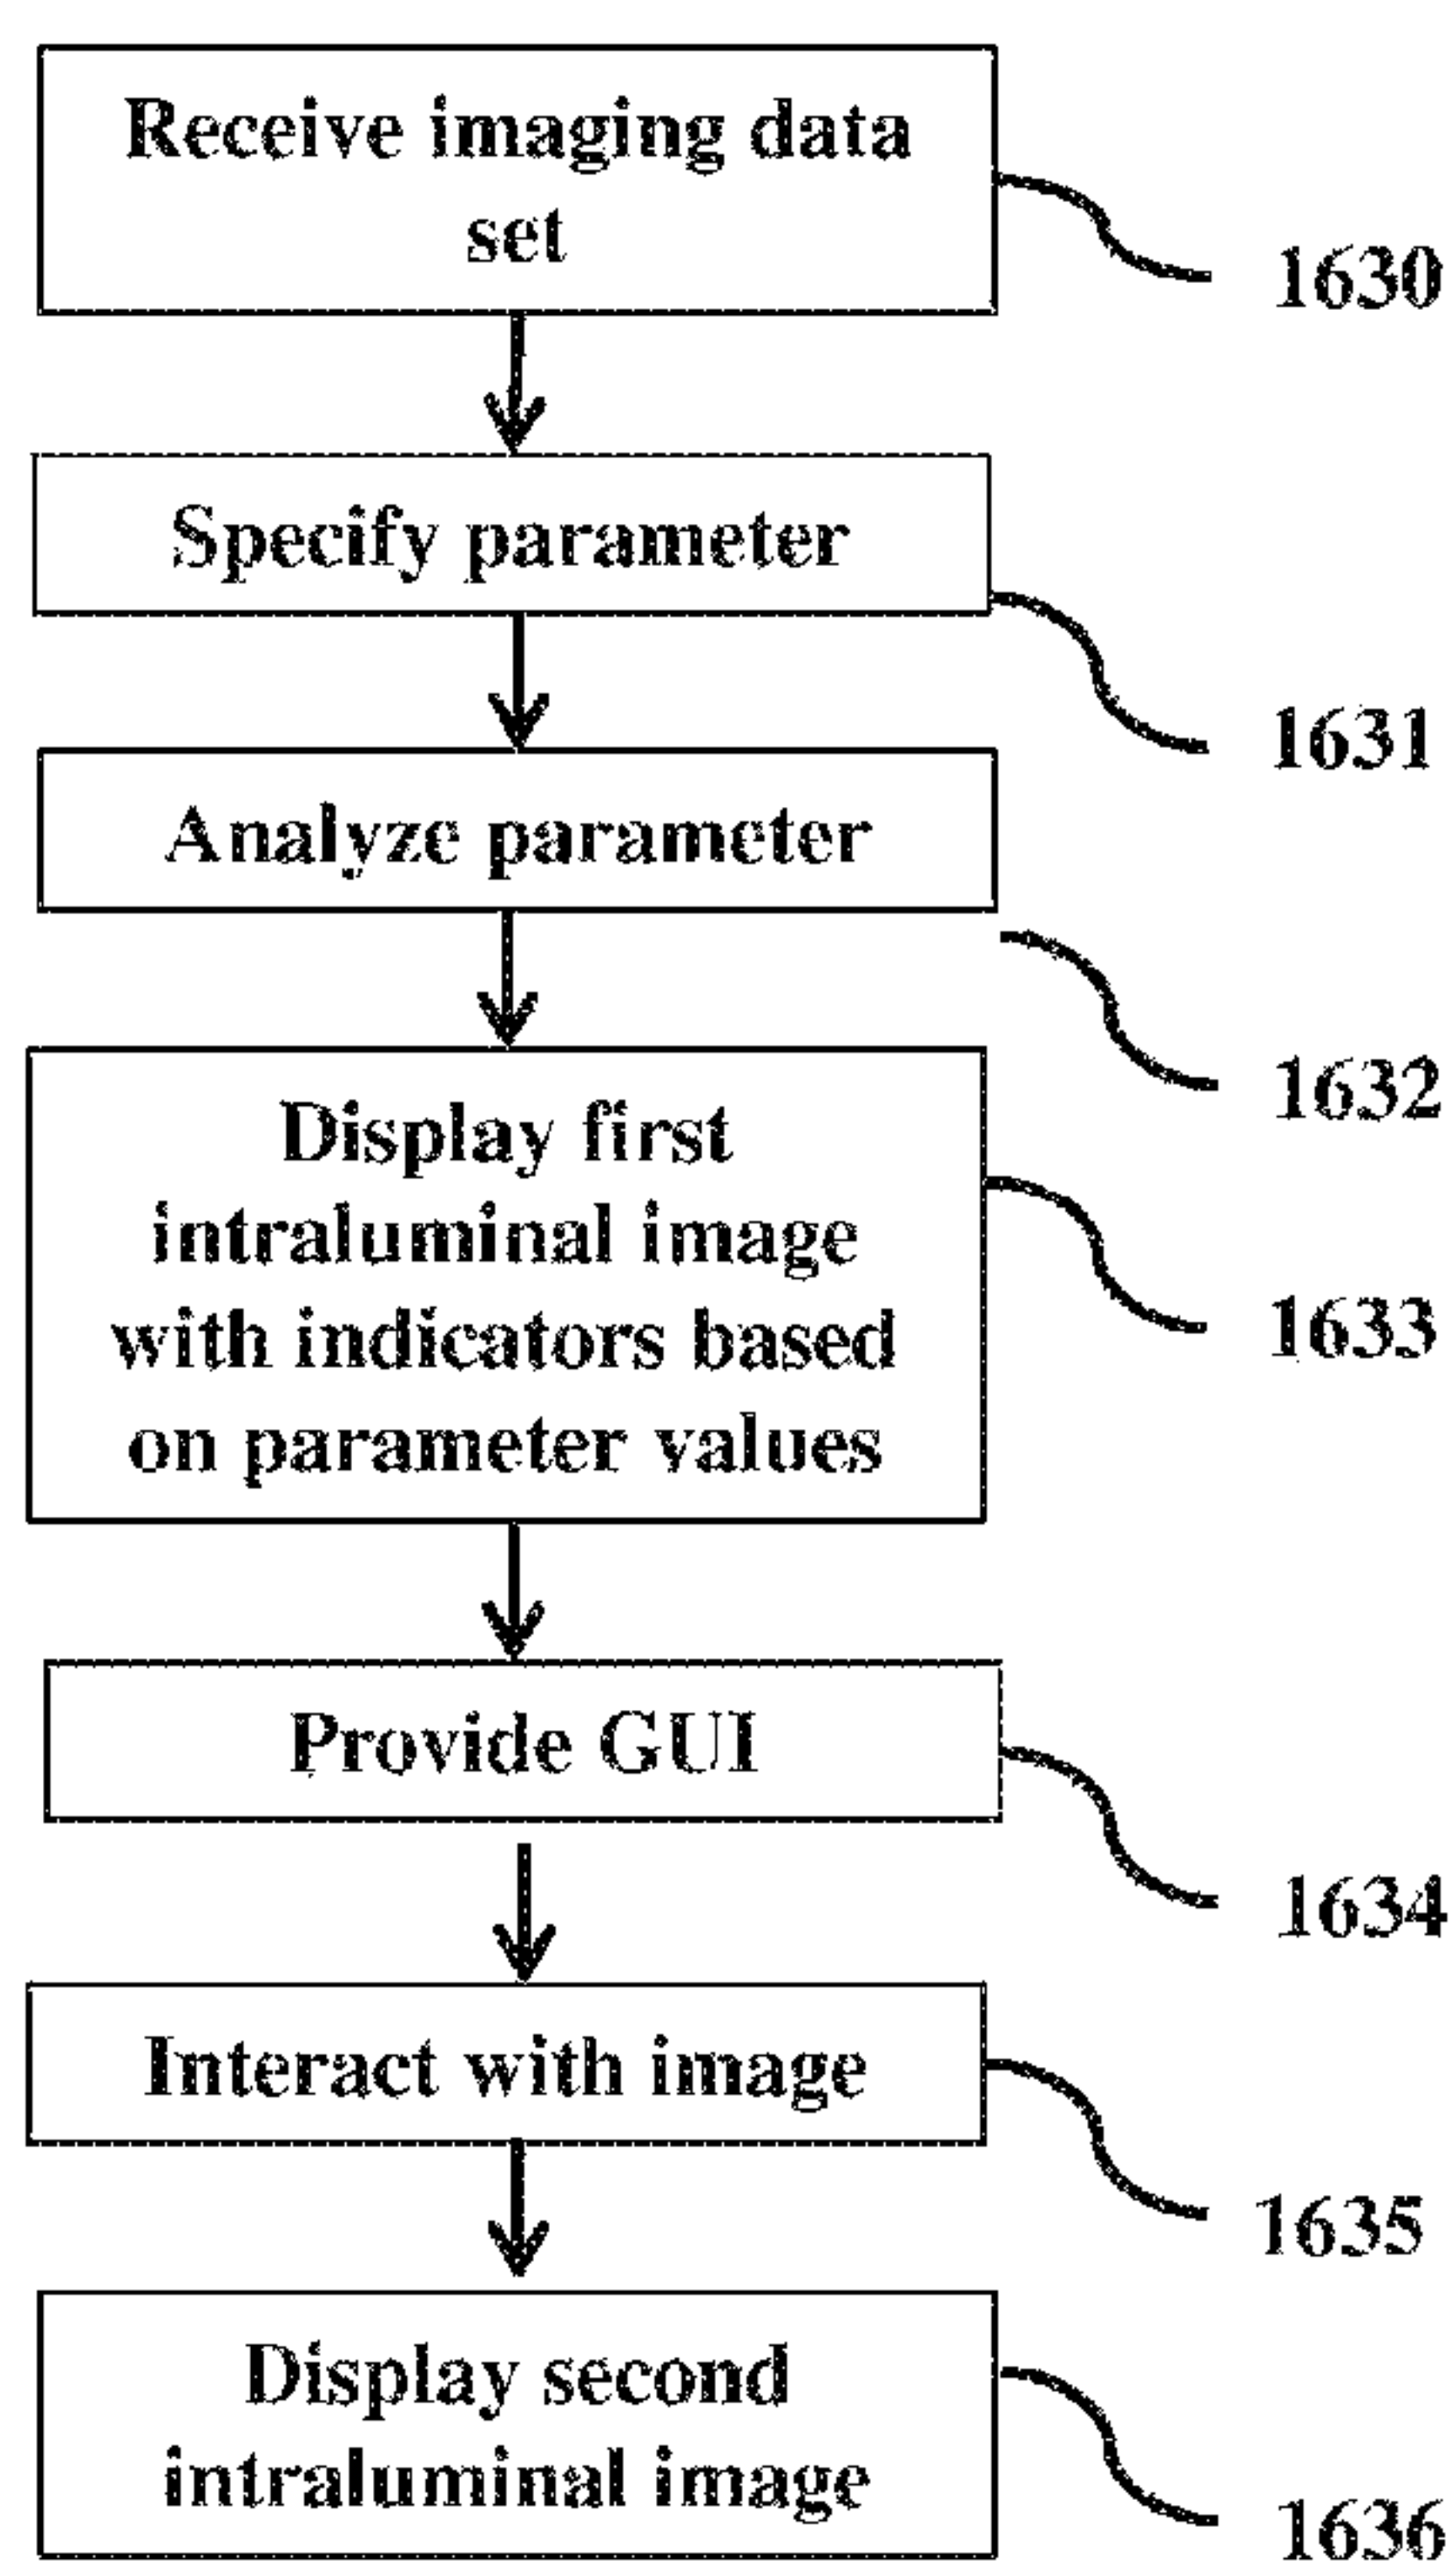 Receive imaging data
set
1630
Specify parameter
1631
Analyze parameter
1632
Display first
intraluminal image
with indicators based
on parameter values
1633
Provide GUI
1634
Interact with image
1635
Display second
intraluminal image
1636